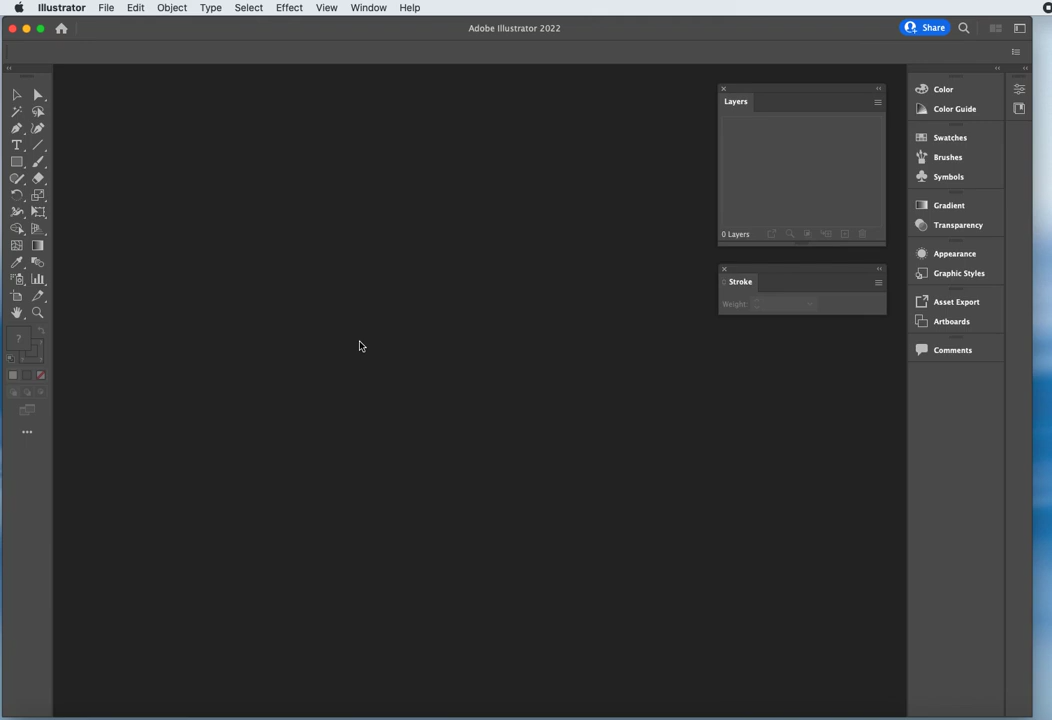 Illustrator File Edit Object Type Select Effect View Window Help
Adobe Illustrator 2022
Share
Layers
0 Layers
Stroke
Weight:
Color
Color Guide
Swatches
Brushes
Symbols
Gradient
Transparency
Appearance
Graphic Styles
Asset Export
Artboards
Comments
T
?